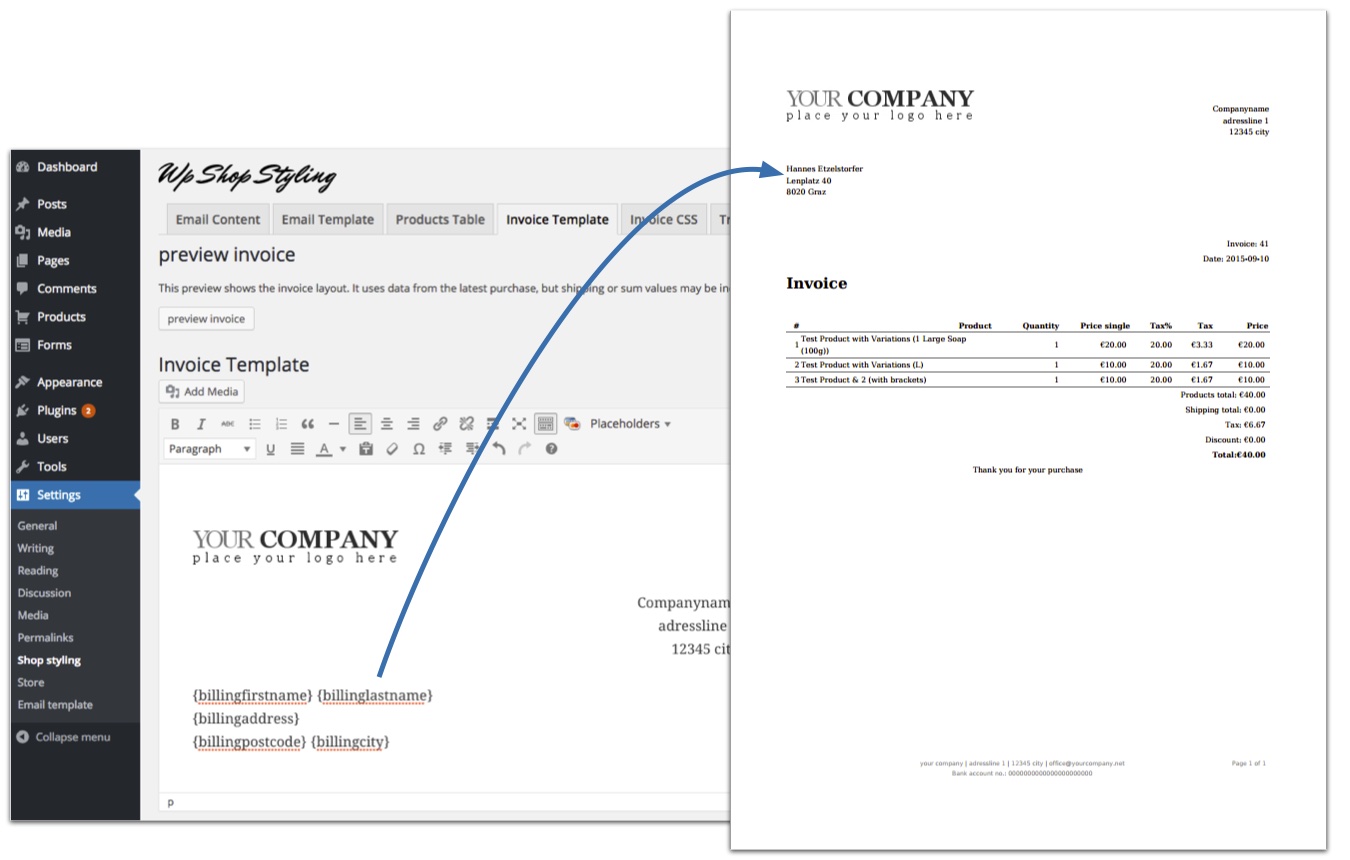 Dashboard
Posts
Media
Pages
Comments
Products
Forms
Appearance
Plugins 2
Users
Tools
Settings
General
Writing
Reading
Discussion
Media
Permalinks
Shop styling
Store
Email template
Collapse menu
Wp Shop Styling
Email Content Email Template Products Table Invoice Template Invoice CSS Tr
preview invoice
This preview shows the invoice layout. It uses data from the latest purchase, but shipping or sum values may be in
preview invoice
Invoice Template
Add Media
B I ABC Placeholders
Paragraph U A Ω
YOUR COMPANY
place your logo here
Companynam
adressline
12345 cit
{billingfirstname} {billinglastname}
{billingaddress}
{billingpostcode} {billingcity}
p
YOUR COMPANY
place your logo here
Companyname
adressline 1
12345 city
Hannes Etzelstorfer
Lenplatz 40
8020 Graz
Invoice: 41
Date: 2015-09-10
Invoice
# Product Quantity Price single Tax% Tax Price
1 Test Product with Variations (1 Large Soap (100g)) 1 €20.00 20.00 €3.33 €20.00
2 Test Product with Variations (L) 1 €10.00 20.00 €1.67 €10.00
3 Test Product & 2 (with brackets) 1 €10.00 20.00 €1.67 €10.00
Products total: €40.00
Shipping total: €0.00
Tax: €6.67
Discount: €0.00
Total:€40.00
Thank you for your purchase
your company | adressline 1 | 12345 city | office@yourcompany.net
Page 1 of 1